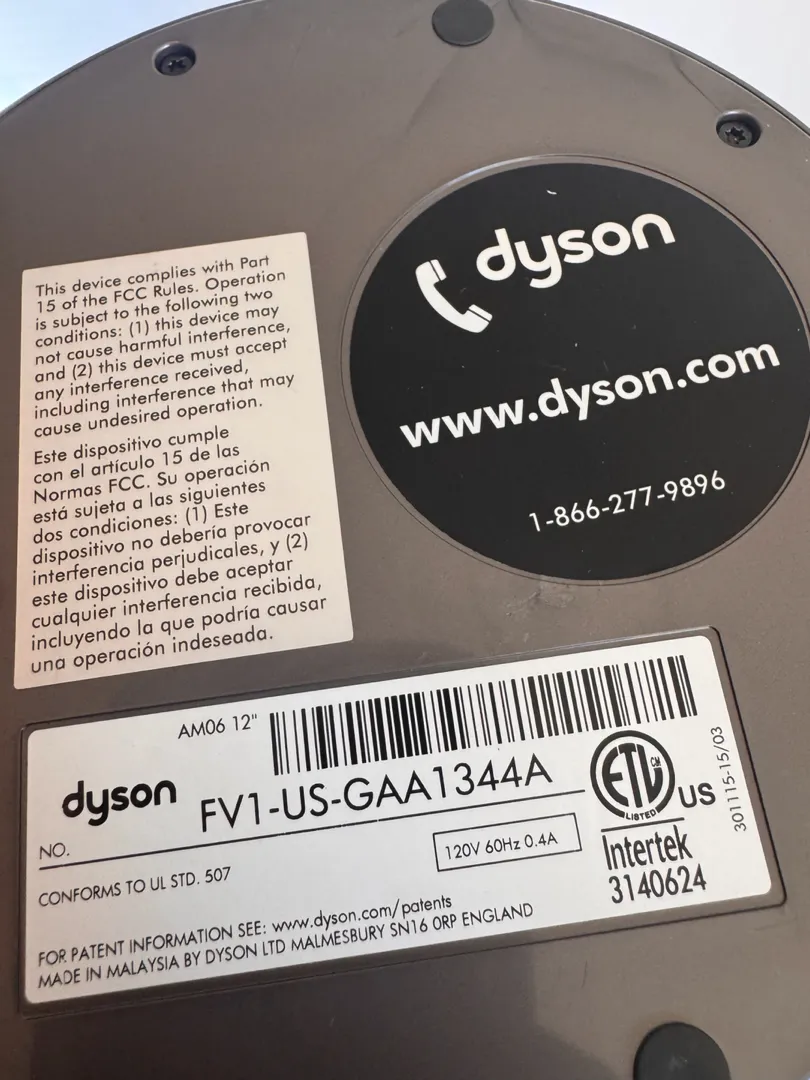 dyson
www.dyson.com
1-866-277-9896
This device complies with Part
15 of the FCC Rules. Operation
is subject to the following two
conditions: (1) this device may
not cause harmful interference,
and (2) this device must accept
any interference received,
including interference that may
cause undesired operation.
Este dispositivo cumple
con el artículo 15 de las
Normas FCC. Su operación
está sujeta a las siguientes
dos condiciones: (1) Este
dispositivo no debería provocar
interferencia perjudicales, y (2)
este dispositivo debe aceptar
cualquier interferencia recibida,
incluyendo la que podría causar
una operación indeseada.
AM06 12"
dyson
NO. FV1-US-GAA1344A
120V 60Hz 0.4A
CONFORMS TO UL STD. 507
FOR PATENT INFORMATION SEE: www.dyson.com/patents
MADE IN MALAYSIA BY DYSON LTD MALMESBURY SN16 0RP ENGLAND
ETL CM
LISTED
US
Intertek
3140624
301115-15/03